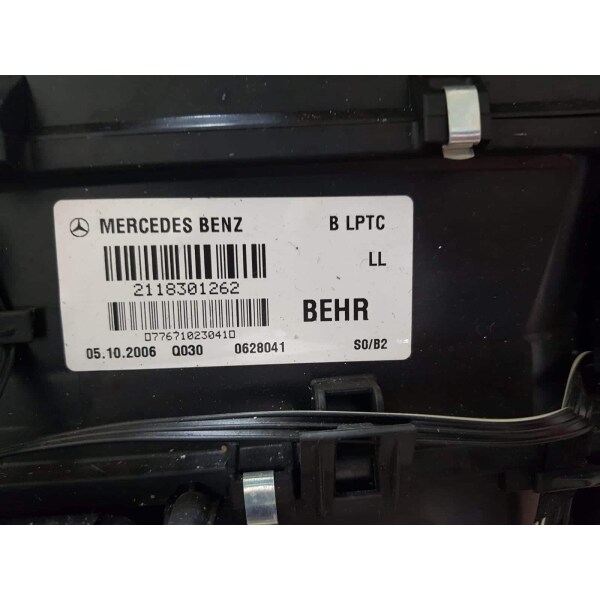 MERCEDES BENZ B LPTC
LL
2118301262
BEHR
0776710230410
05.10.2006 Q030 0628041 S0/B2